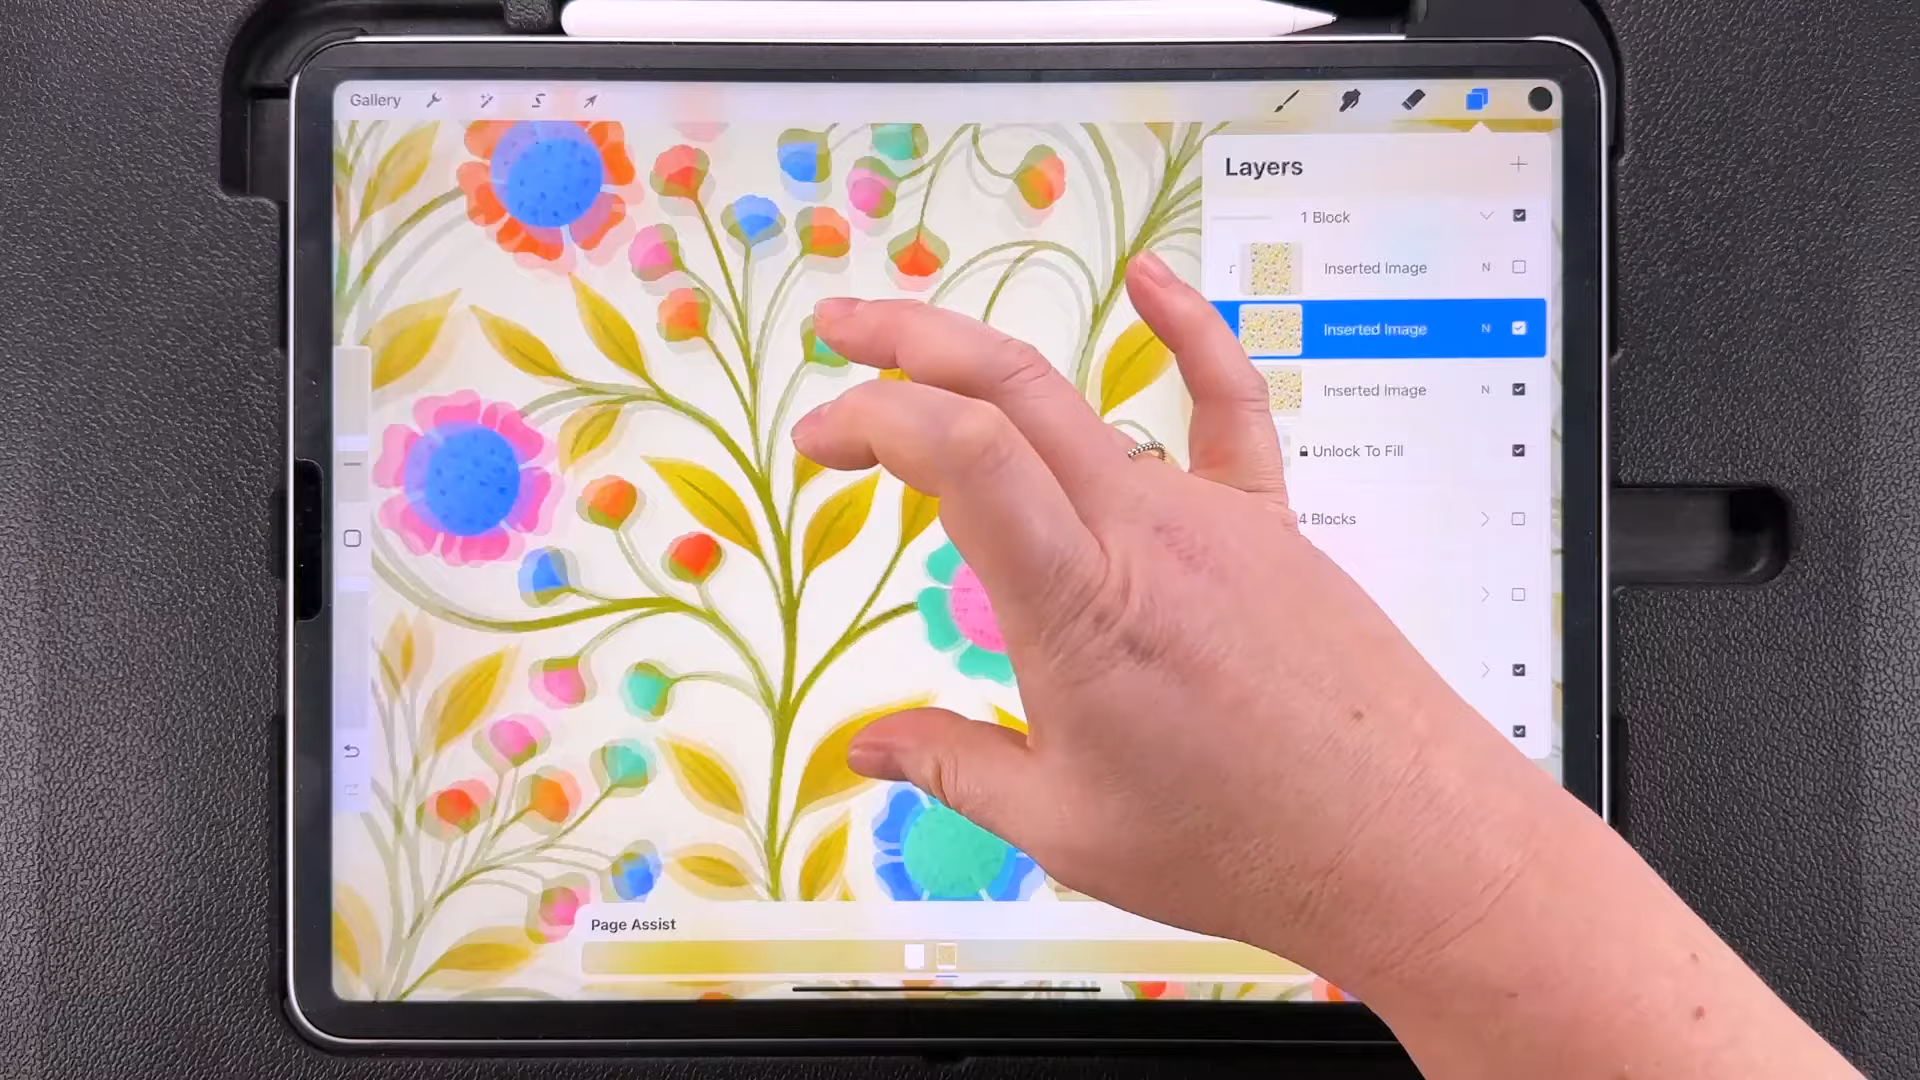 Gallery
Layers
1 Block
Inserted Image N
Inserted Image N
Inserted Image N
Unlock To Fill
4 Blocks
Page Assist